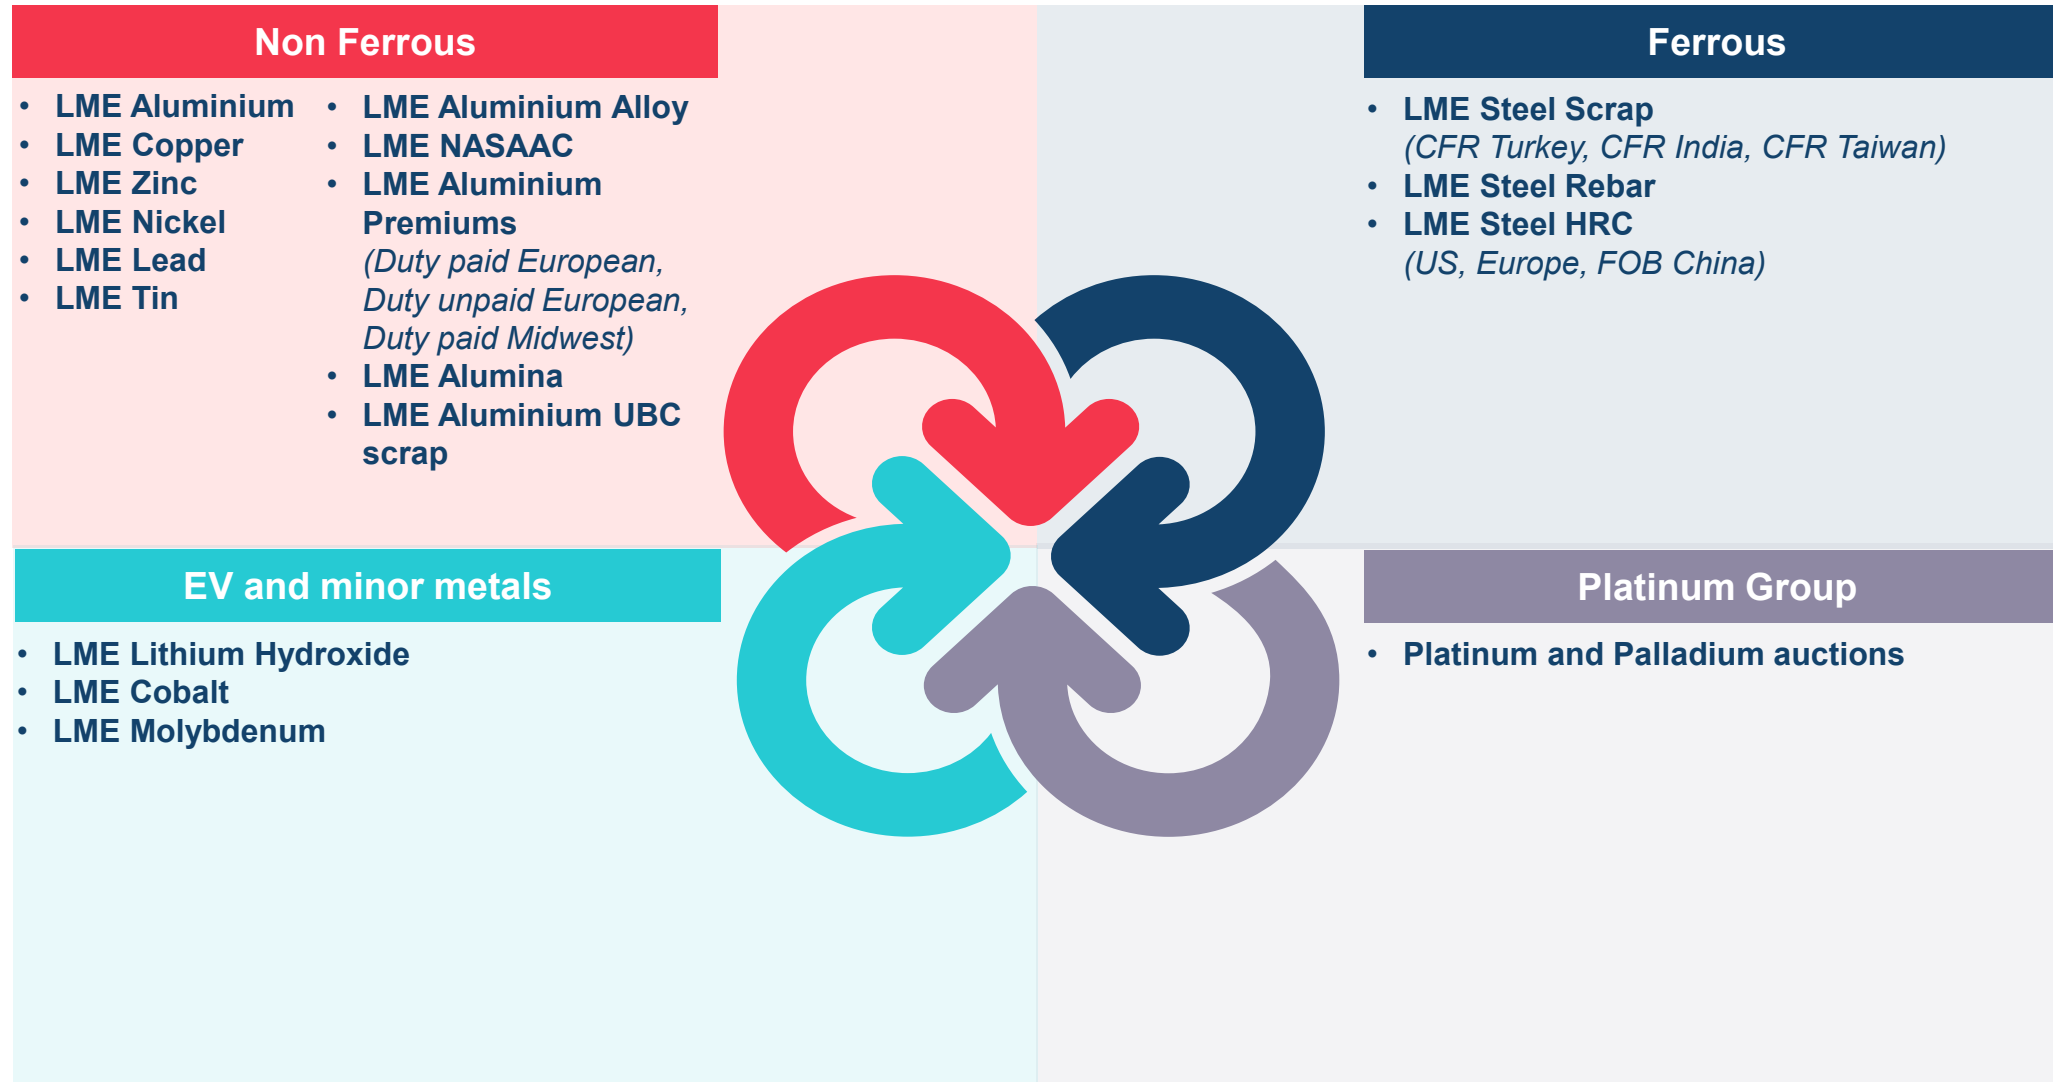 Non Ferrous
• LME Aluminium
• LME Copper
• LME Zinc
• LME Nickel
• LME Lead
• LME Tin
• LME Aluminium Alloy
• LME NASAAC
• LME Aluminium
Premiums
(Duty paid European,
Duty unpaid European,
Duty paid Midwest)
• LME Alumina
• LME Aluminium UBC
scrap
Ferrous
• LME Steel Scrap
(CFR Turkey, CFR India, CFR Taiwan)
• LME Steel Rebar
• LME Steel HRC
(US, Europe, FOB China)
EV and minor metals
• LME Lithium Hydroxide
• LME Cobalt
• LME Molybdenum
Platinum Group
• Platinum and Palladium auctions